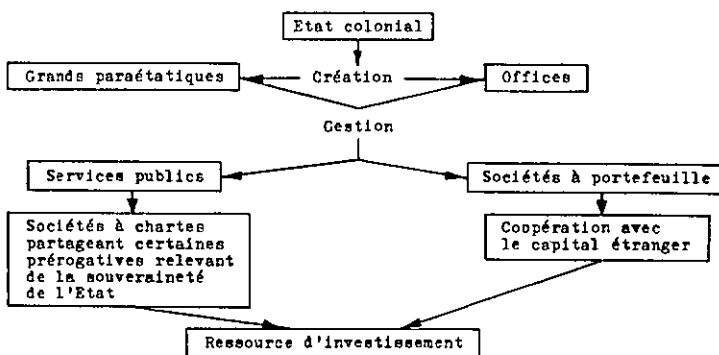 Etat colonial
Grands paraétatiques
Création
Offices
Gestion
Services publics
Sociétés à portefeuille
Sociétés à chartes
partageant certaines
prérogatives relevant
de la souveraineté
de l'Etat
Coopération avec
le capital étranger
Ressource d'investissement